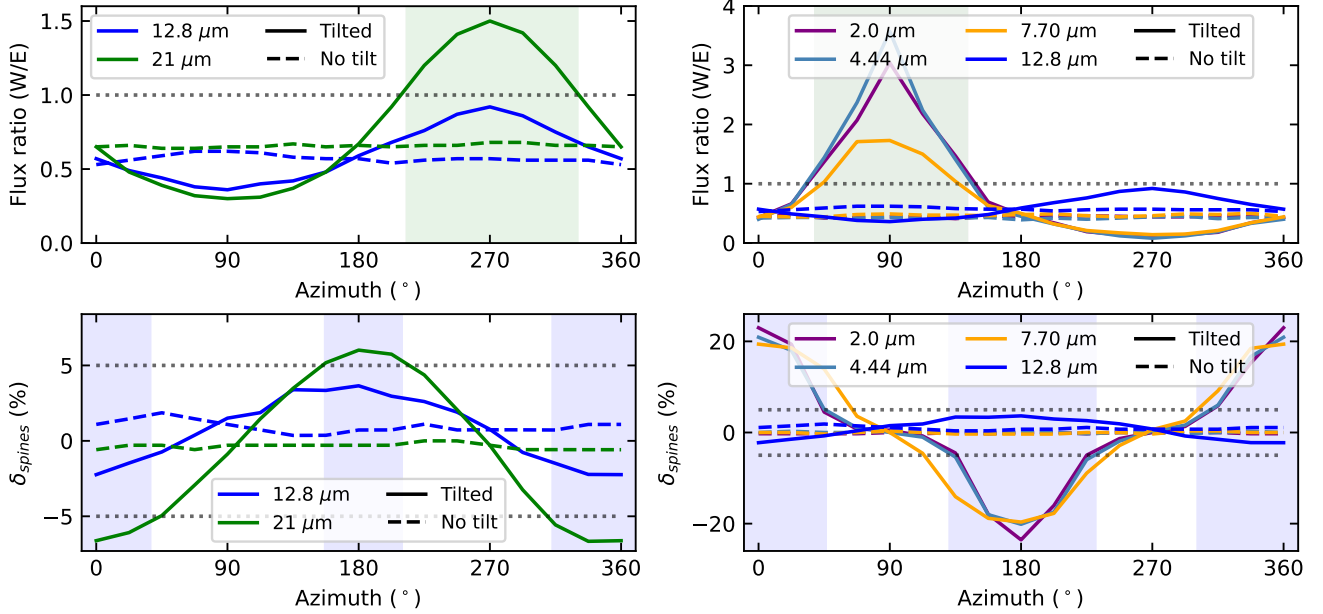 1.5
1.0
0.5
0.0
Flux ratio (W/E)
12.8 μm
21 μm
Tilted
No tilt
0 90 180 270 360
Azimuth (°)
4
3
2
1
0
Flux ratio (W/E)
2.0 μm
4.44 μm
7.70 μm
12.8 μm
Tilted
No tilt
0 90 180 270 360
Azimuth (°)
5
0
−5
δspines (%)
12.8 μm
21 μm
Tilted
No tilt
0 90 180 270 360
Azimuth (°)
20
0
−20
δspines (%)
2.0 μm
4.44 μm
7.70 μm
12.8 μm
Tilted
No tilt
0 90 180 270 360
Azimuth (°)